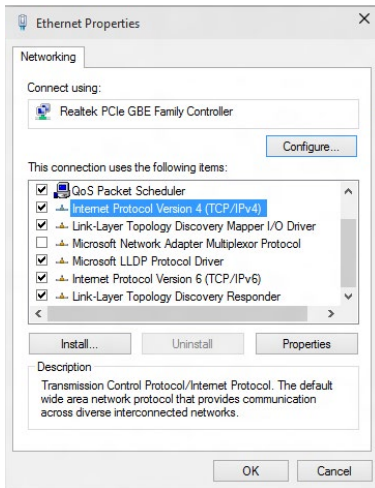 Ethernet Properties
Networking
Connect using:
Realtek PCIe GBE Family Controller
Configure...
This connection uses the following items:
QoS Packet Scheduler
Internet Protocol Version 4 (TCP/IPv4)
Link-Layer Topology Discovery Mapper I/O Driver
Microsoft Network Adapter Multiplexor Protocol
Microsoft LLDP Protocol Driver
Internet Protocol Version 6 (TCP/IPv6)
Link-Layer Topology Discovery Responder
Install... Uninstall Properties
Description
Transmission Control Protocol/Internet Protocol. The default
wide area network protocol that provides communication
across diverse interconnected networks.
OK Cancel